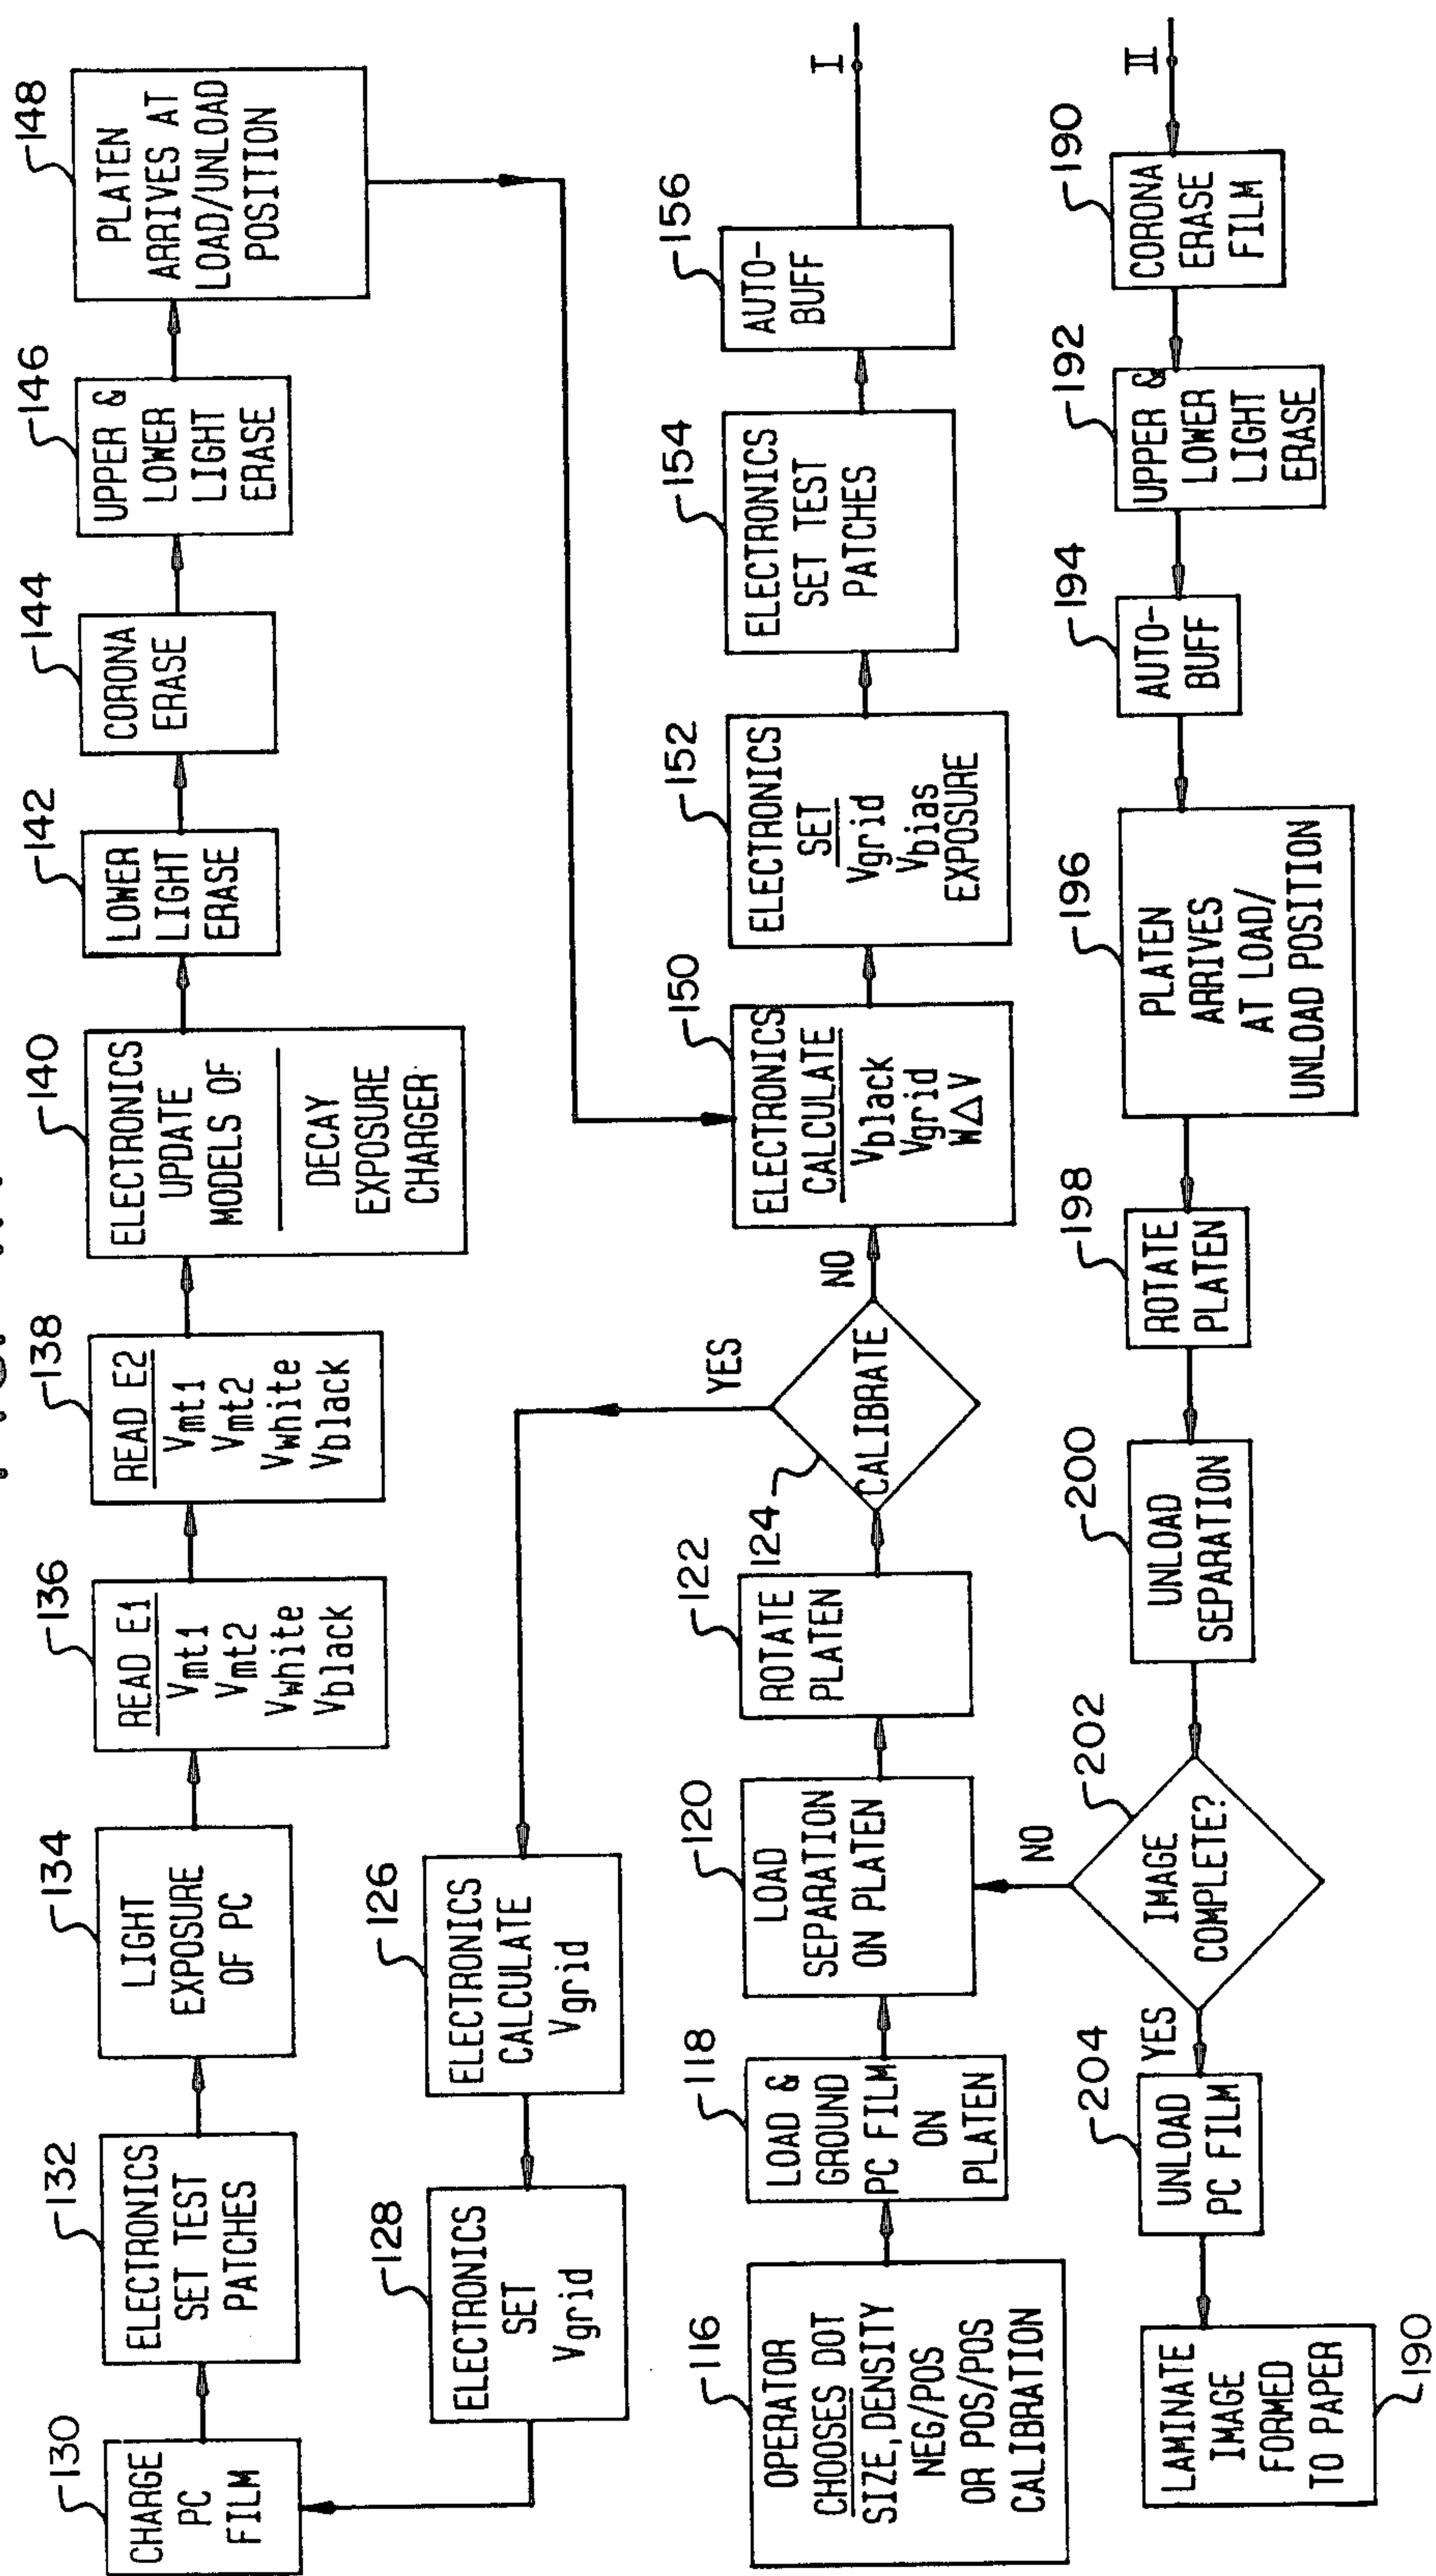 130
CHARGE
PC
FILM
132
ELECTRONICS
SET TEST
PATCHES
134
LIGHT
EXPOSURE
OF PC
136
READ E1
Vmt1
Vmt2
Vwhite
Vblack
138
READ E2
Vmt1
Vmt2
Vwhite
Vblack
140
ELECTRONICS
UPDATE
MODELS OF
DECAY
EXPOSURE
CHARGER
142
LOWER
LIGHT
ERASE
144
CORONA
ERASE
146
UPPER &
LOWER
LIGHT
ERASE
148
PLATEN
ARRIVES AT
LOAD/UNLOAD
POSITION
128
ELECTRONICS
SET
Vgrid
126
ELECTRONICS
CALCULATE
Vgrid
YES
116
OPERATOR
CHOOSES DOT
SIZE, DENSITY
NEG/POS
OR POS/POS
CALIBRATION
118
LOAD &
GROUND
PC FILM
ON
PLATEN
120
LOAD
SEPARATION
ON PLATEN
122
ROTATE
PLATEN
124
CALIBRATE
NO
150
ELECTRONICS
CALCULATE
Vblack
Vgrid
W△V
152
ELECTRONICS
SET
Vgrid
Vbias
EXPOSURE
154
ELECTRONICS
SET TEST
PATCHES
156
AUTO-
BUFF
I
II
190
CORONA
ERASE
FILM
192
UPPER &
LOWER
LIGHT
ERASE
194
AUTO-
BUFF
196
PLATEN
ARRIVES
AT LOAD/
UNLOAD POSITION
198
ROTATE
PLATEN
200
UNLOAD
SEPARATION
202
IMAGE
COMPLETE?
NO
YES
204
UNLOAD
PC FILM
LAMINATE
IMAGE
FORMED
TO PAPER
190